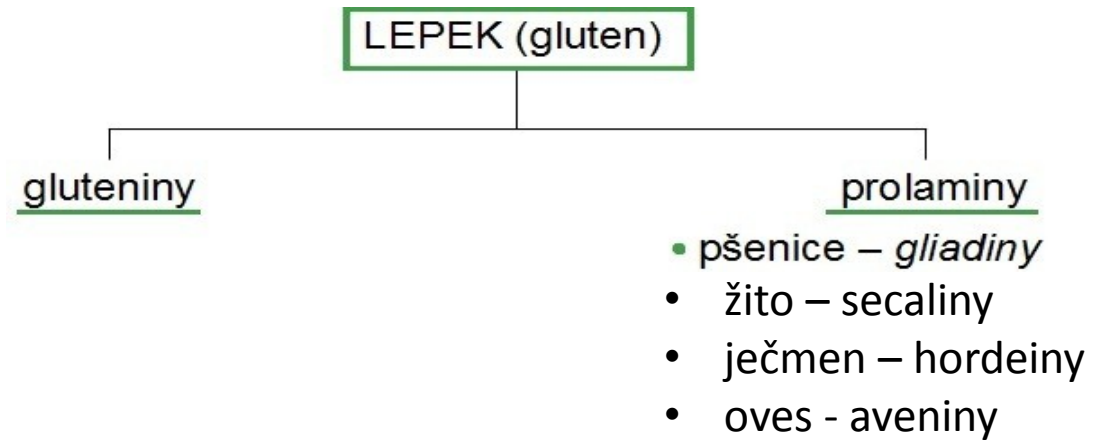 LEPEK (gluten)
gluteniny
prolaminy
• pšenice – gliadiny
• žito – secaliny
• ječmen – hordeiny
• oves - aveniny